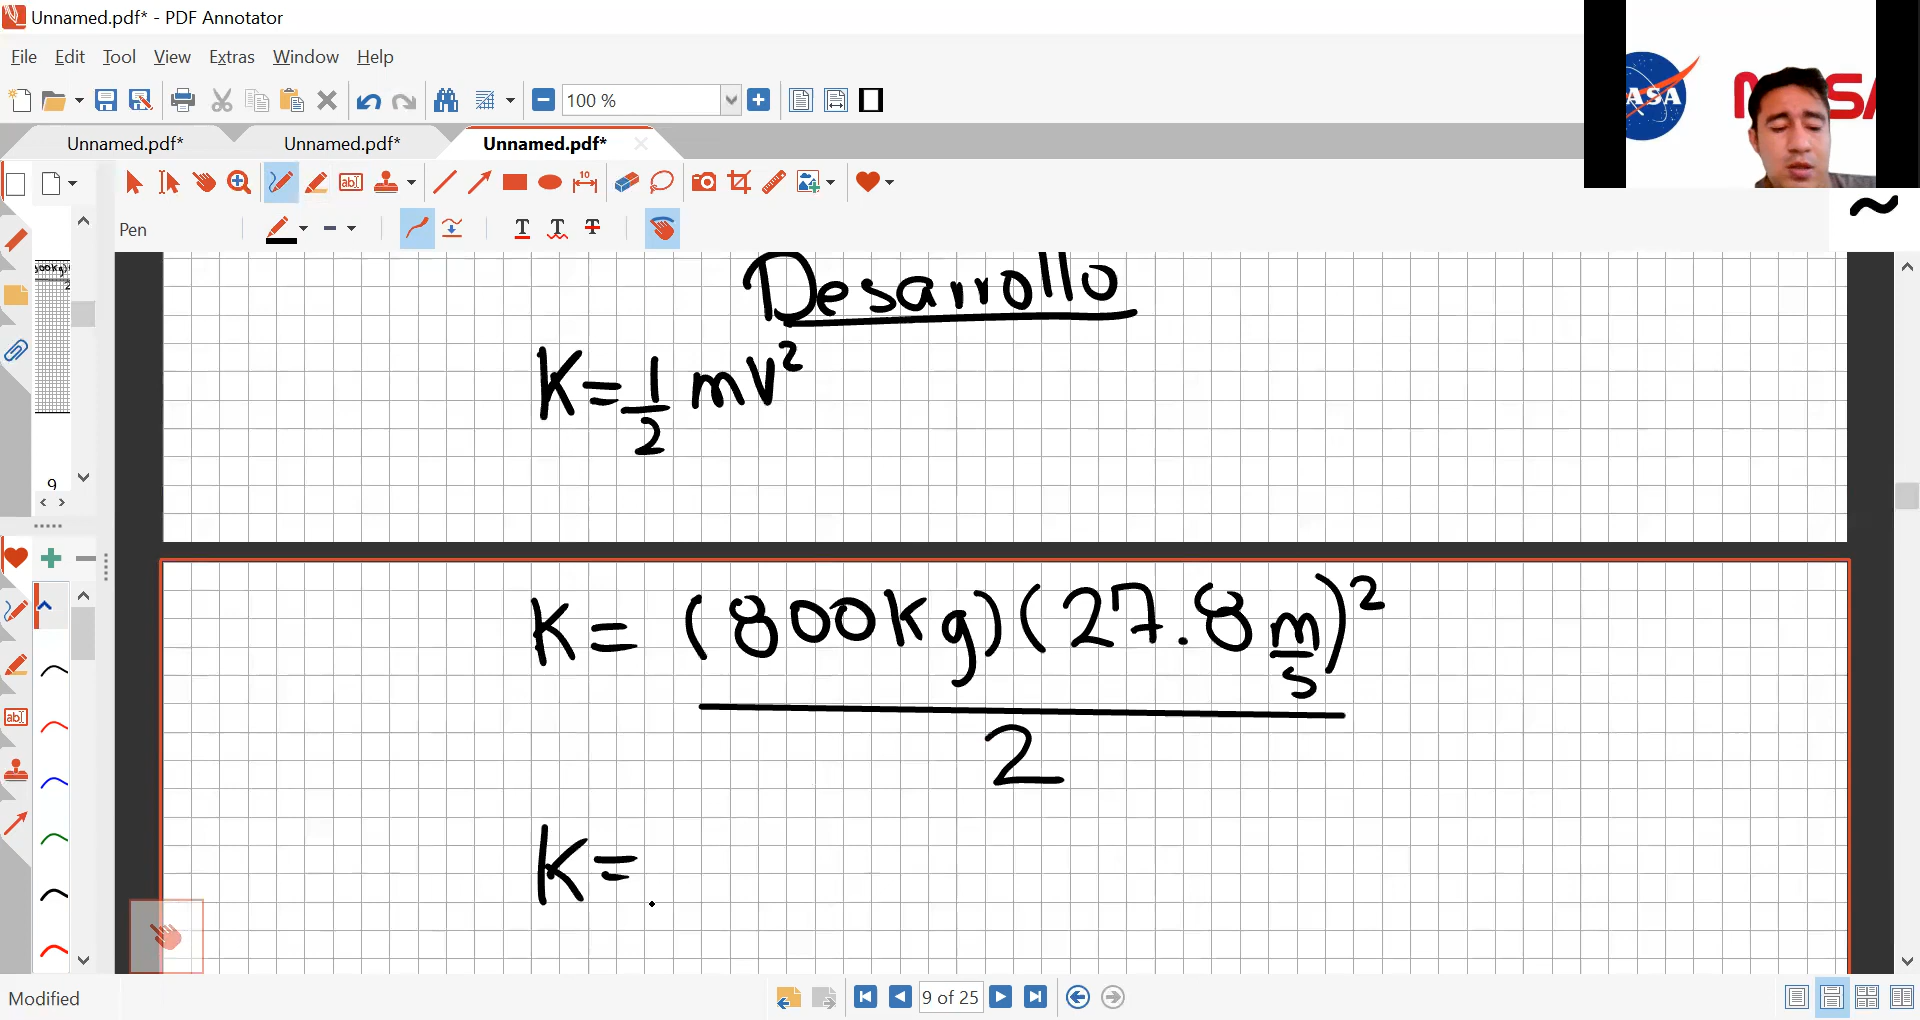 Unnamed.pdf* - PDF Annotator
File Edit Tool View Extras Window Help
100 %
Unnamed.pdf* Unnamed.pdf* Unnamed.pdf*
Pen
Desarrollo
K = 1/2 mv²
9
K = (800kg)(27.8 m/s)² / 2
K =
Modified
9 of 25